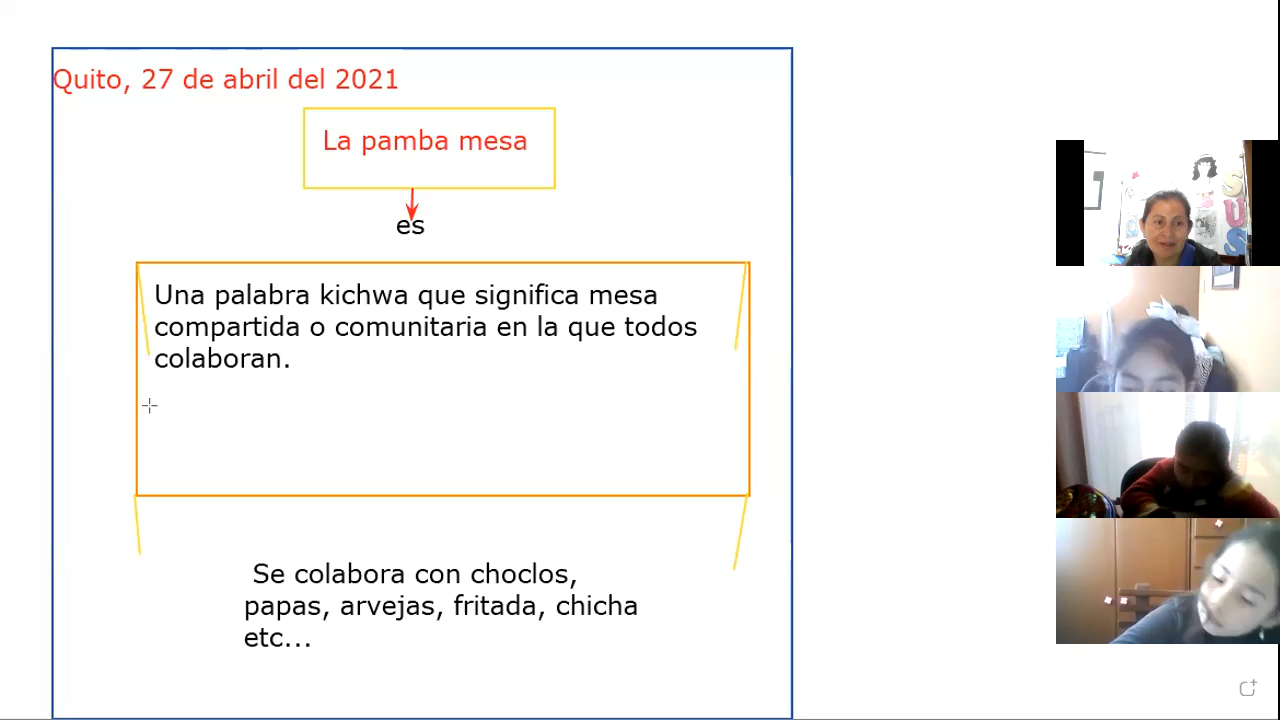 Quito, 27 de abril del 2021
La pamba mesa
es
Una palabra kichwa que significa mesa
compartida o comunitaria en la que todos
colaboran.
Se colabora con choclos,
papas, arvejas, fritada, chicha
etc...
SUS